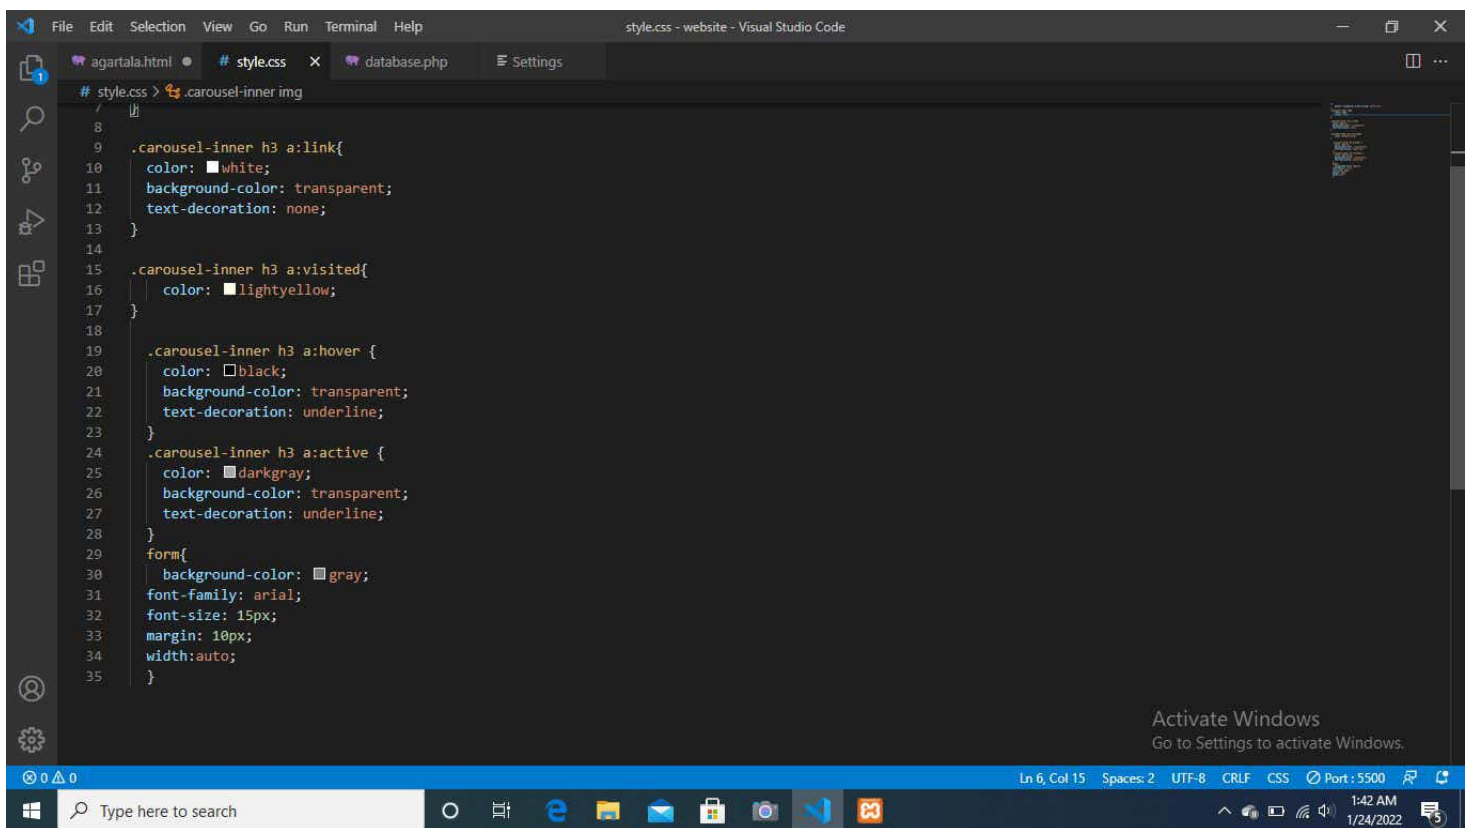 File Edit Selection View Go Run Terminal Help style.css - website - Visual Studio Code
agartala.html # style.css database.php Settings
# style.css > .carousel-inner img
7 }
8
9 .carousel-inner h3 a:link{
10 color: white;
11 background-color: transparent;
12 text-decoration: none;
13 }
14
15 .carousel-inner h3 a:visited{
16 color: lightyellow;
17 }
18
19 .carousel-inner h3 a:hover {
20 color: black;
21 background-color: transparent;
22 text-decoration: underline;
23 }
24 .carousel-inner h3 a:active {
25 color: darkgray;
26 background-color: transparent;
27 text-decoration: underline;
28 }
29 form{
30 background-color: gray;
31 font-family: arial;
32 font-size: 15px;
33 margin: 10px;
34 width:auto;
35 }
1
Activate Windows
Go to Settings to activate Windows.
0 0 Ln 6, Col 15 Spaces: 2 UTF-8 CRLF CSS Port : 5500
Type here to search
1:42 AM
1/24/2022
5